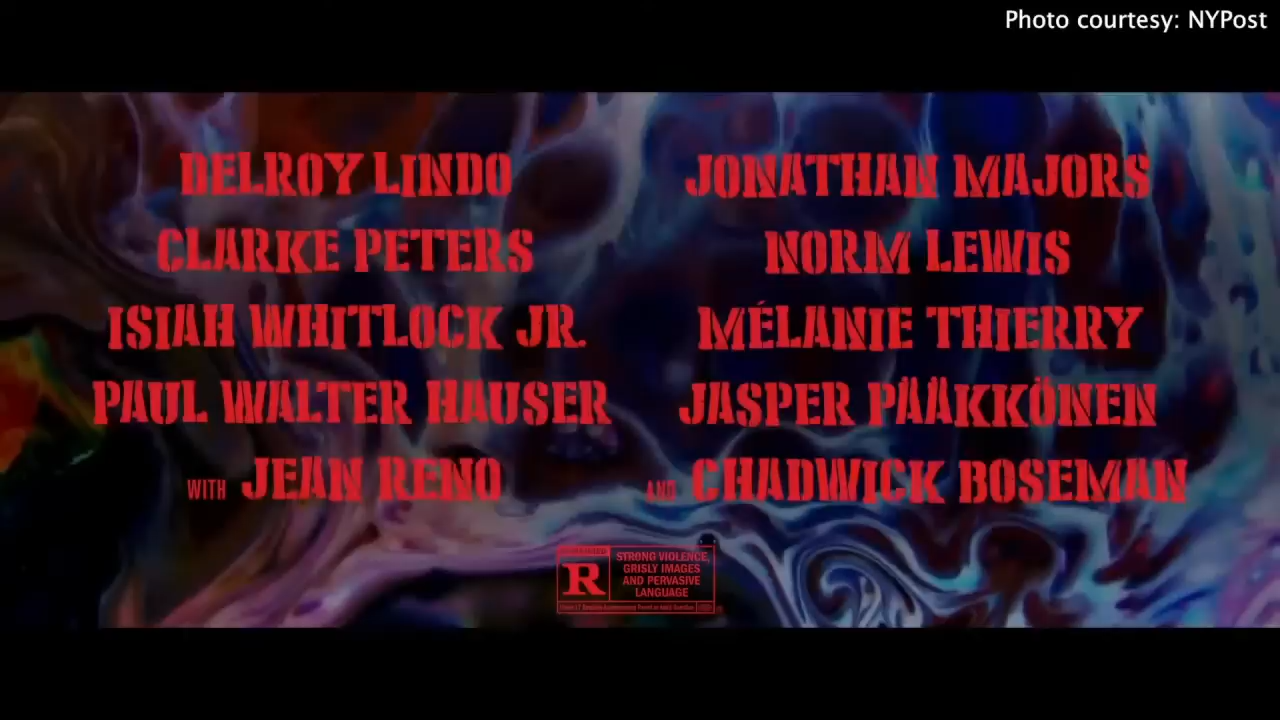 Photo courtesy: NYPost
DELROY LINDO
JONATHAN MAJORS
CLARKE PETERS
NORM LEWIS
ISIAH WHITLOCK JR.
MÉLANIE THIERRY
PAUL WALTER HAUSER
JASPER PÄÄKKÖNEN
WITH JEAN RENO
AND CHADWICK BOSEMAN
R
STRONG VIOLENCE,
GRISLY IMAGES
AND PERVASIVE
LANGUAGE